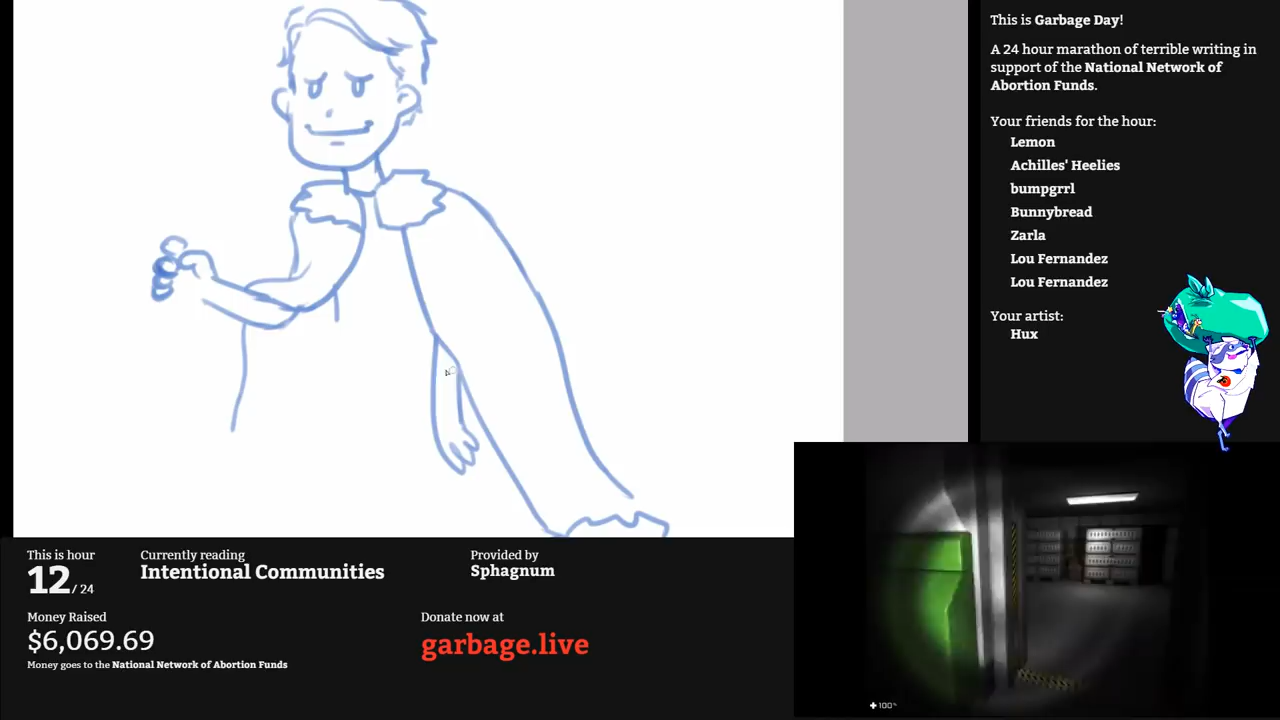 This is Garbage Day!
A 24 hour marathon of terrible writing in
support of the National Network of
Abortion Funds.
Your friends for the hour:
Lemon
Achilles' Heelies
bumpgrrl
Bunnybread
Zarla
Lou Fernandez
Lou Fernandez
Your artist:
Hux
This is hour
12 / 24
Currently reading
Intentional Communities
Provided by
Sphagnum
Money Raised
$6,069.69
Money goes to the National Network of Abortion Funds
Donate now at
garbage.live
100%